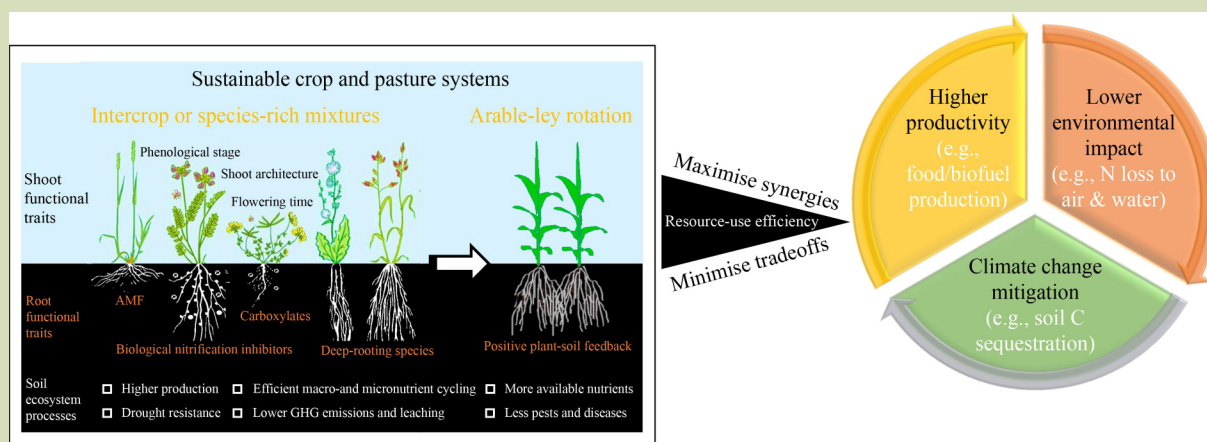 Sustainable crop and pasture systems
Intercrop or species-rich mixtures
Arable-ley rotation
Phenological stage
Shoot architecture
Flowering time
Shoot
functional
traits
Root
functional
traits
AMF
Carboxylates
Biological nitrification inhibitors
Deep-rooting species
Positive plant-soil feedback
Soil
ecosystem
processes
Higher production
Efficient macro-and micronutrient cycling
More available nutrients
Drought resistance
Lower GHG emissions and leaching
Less pests and diseases
Maximise synergies
Resource-use efficiency
Minimise tradeoffs
Higher
productivity
(e.g.,
food/biofuel
production)
Lower
environmental
impact
(e.g., N loss to
air & water)
Climate change
mitigation
(e.g., soil C
sequestration)